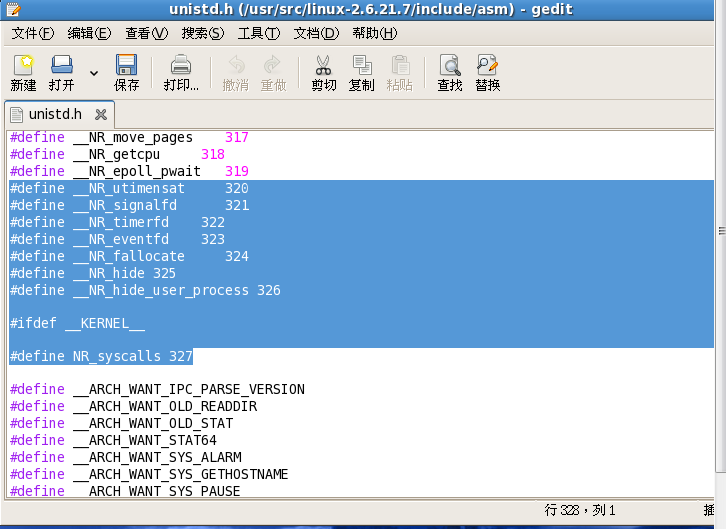 unistd.h (/usr/src/linux-2.6.21.7/include/asm) - gedit
文件(F) 编辑(E) 查看(V) 搜索(S) 工具(T) 文档(D) 帮助(H)
新建 打开 保存 打印... 撤消 重做 剪切 复制 粘贴 查找 替换
unistd.h
#define __NR_move_pages 317
#define __NR_getcpu 318
#define __NR_epoll_pwait 319
#define __NR_utimensat 320
#define __NR_signalfd 321
#define __NR_timerfd 322
#define __NR_eventfd 323
#define __NR_fallocate 324
#define __NR_hide 325
#define __NR_hide_user_process 326
#ifdef __KERNEL__
#define NR_syscalls 327
#define __ARCH_WANT_IPC_PARSE_VERSION
#define __ARCH_WANT_OLD_READDIR
#define __ARCH_WANT_OLD_STAT
#define __ARCH_WANT_STAT64
#define __ARCH_WANT_SYS_ALARM
#define __ARCH_WANT_SYS_GETHOSTNAME
#define __ARCH_WANT_SYS_PAUSE
行 328，列 1 插